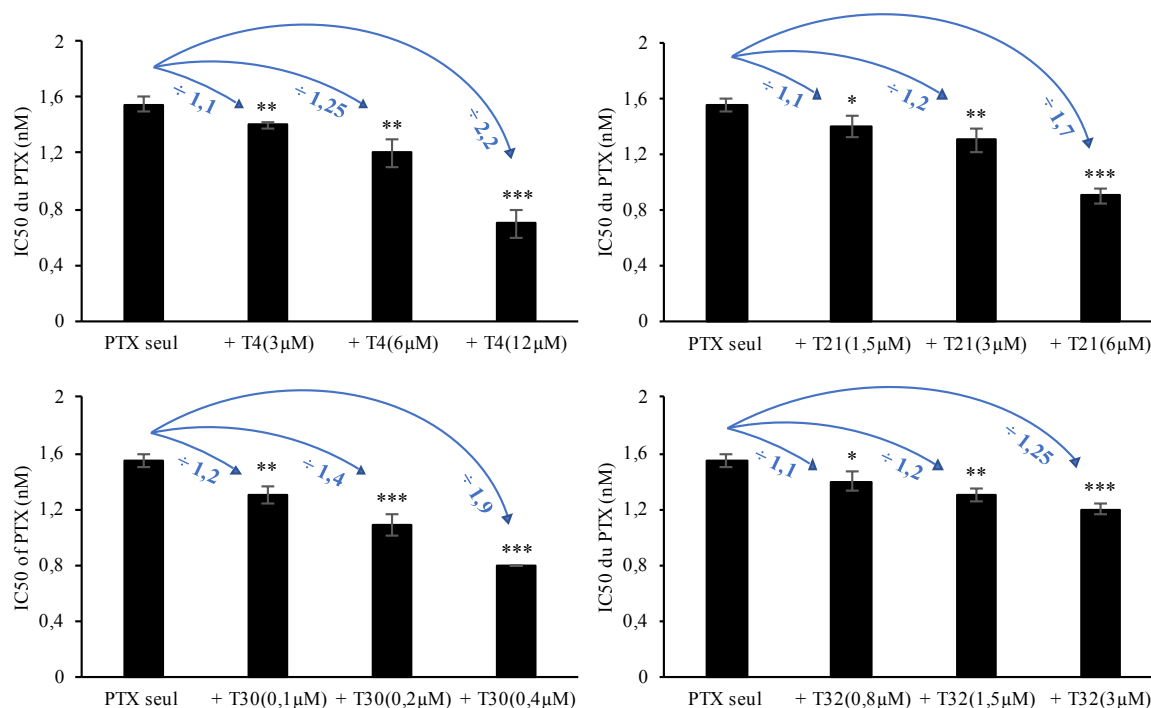 IC50 du PTX (nM)
2
1,6
1,2
0,8
0,4
0
÷ 1,1
÷ 1,25
÷ 2,2
**
**
***
PTX seul
+ T4(3µM)
+ T4(6µM)
+ T4(12µM)
IC50 du PTX (nM)
2
1,6
1,2
0,8
0,4
0
÷ 1,1
÷ 1,2
÷ 1,7
*
**
***
PTX seul
+ T21(1,5µM)
+ T21(3µM)
+ T21(6µM)
IC50 of PTX (nM)
2
1,6
1,2
0,8
0,4
0
÷ 1,2
÷ 1,4
÷ 1,9
**
***
***
PTX seul
+ T30(0,1µM)
+ T30(0,2µM)
+ T30(0,4µM)
IC50 du PTX (nM)
2
1,6
1,2
0,8
0,4
0
÷ 1,1
÷ 1,2
÷ 1,25
*
**
***
PTX seul
+ T32(0,8µM)
+ T32(1,5µM)
+ T32(3µM)